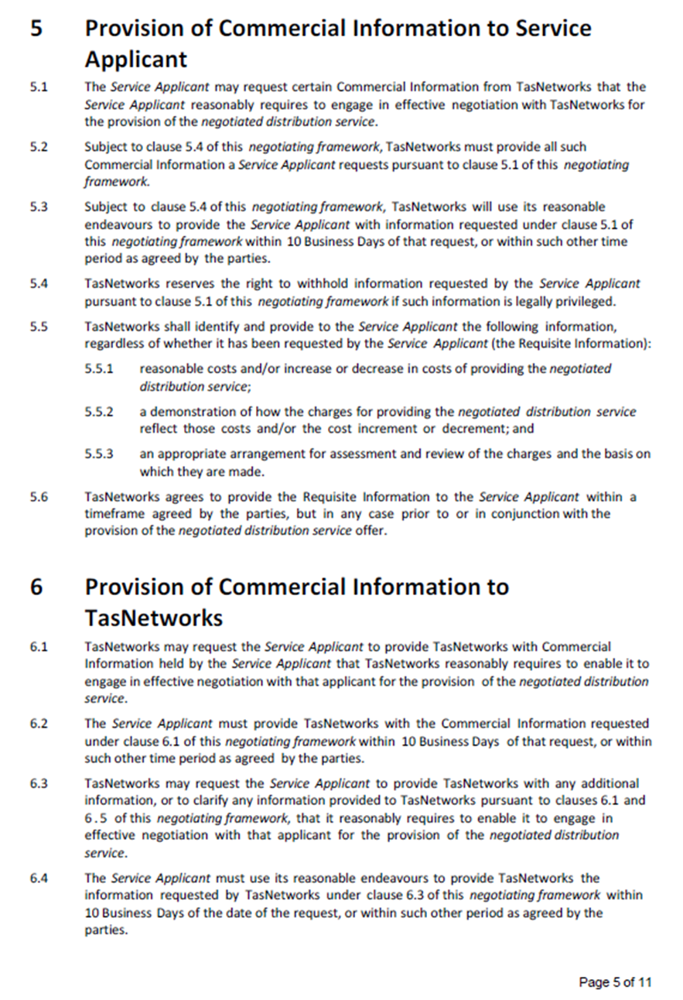 5 Provision of Commercial Information to Service
Applicant
5.1 The Service Applicant may request certain Commercial Information from TasNetworks that the
Service Applicant reasonably requires to engage in effective negotiation with TasNetworks for
the provision of the negotiated distribution service.
5.2 Subject to clause 5.4 of this negotiating framework, TasNetworks must provide all such
Commercial Information a Service Applicant requests pursuant to clause 5.1 of this negotiating
framework.
5.3 Subject to clause 5.4 of this negotiating framework, TasNetworks will use its reasonable
endeavours to provide the Service Applicant with information requested under clause 5.1 of
this negotiating framework within 10 Business Days of that request, or within such other time
period as agreed by the parties.
5.4 TasNetworks reserves the right to withhold information requested by the Service Applicant
pursuant to clause 5.1 of this negotiating framework if such information is legally privileged.
5.5 TasNetworks shall identify and provide to the Service Applicant the following information,
regardless of whether it has been requested by the Service Applicant (the Requisite Information):
5.5.1 reasonable costs and/or increase or decrease in costs of providing the negotiated
distribution service;
5.5.2 a demonstration of how the charges for providing the negotiated distribution service
reflect those costs and/or the cost increment or decrement; and
5.5.3 an appropriate arrangement for assessment and review of the charges and the basis on
which they are made.
5.6 TasNetworks agrees to provide the Requisite Information to the Service Applicant within a
timeframe agreed by the parties, but in any case prior to or in conjunction with the
provision of the negotiated distribution service offer.
6 Provision of Commercial Information to
TasNetworks
6.1 TasNetworks may request the Service Applicant to provide TasNetworks with Commercial
Information held by the Service Applicant that TasNetworks reasonably requires to enable it to
engage in effective negotiation with that applicant for the provision of the negotiated distribution
service.
6.2 The Service Applicant must provide TasNetworks with the Commercial Information requested
under clause 6.1 of this negotiating framework within 10 Business Days of that request, or within
such other time period as agreed by the parties.
6.3 TasNetworks may request the Service Applicant to provide TasNetworks with any additional
information, or to clarify any information provided to TasNetworks pursuant to clauses 6.1 and
6.5 of this negotiating framework, that it reasonably requires to enable it to engage in
effective negotiation with that applicant for the provision of the negotiated distribution
service.
6.4 The Service Applicant must use its reasonable endeavours to provide TasNetworks the
information requested by TasNetworks under clause 6.3 of this negotiating framework within
10 Business Days of the date of the request, or within such other period as agreed by the
parties.
Page 5 of 11